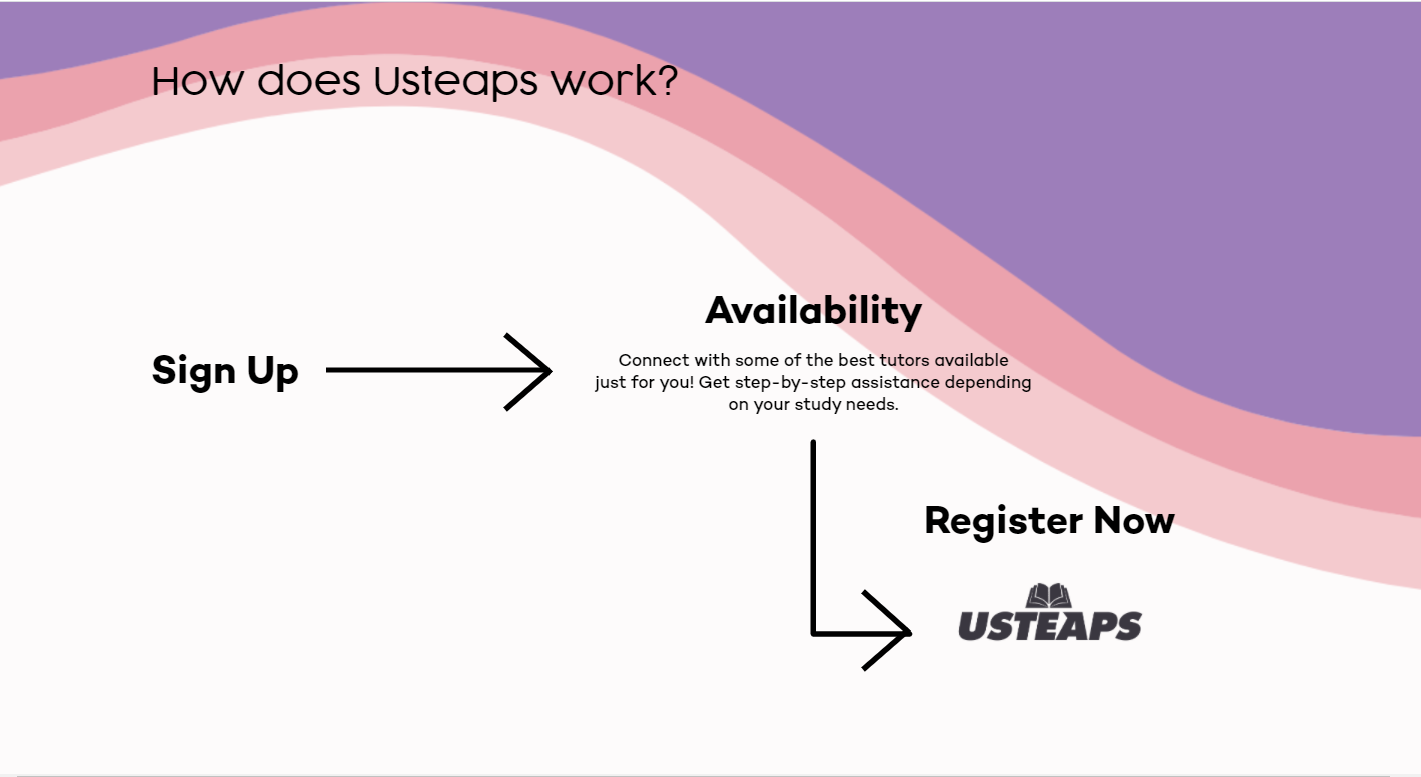 How does Usteaps work?
Sign Up
Availability
Connect with some of the best tutors available
just for you! Get step-by-step assistance depending
on your study needs.
Register Now
USTEAPS